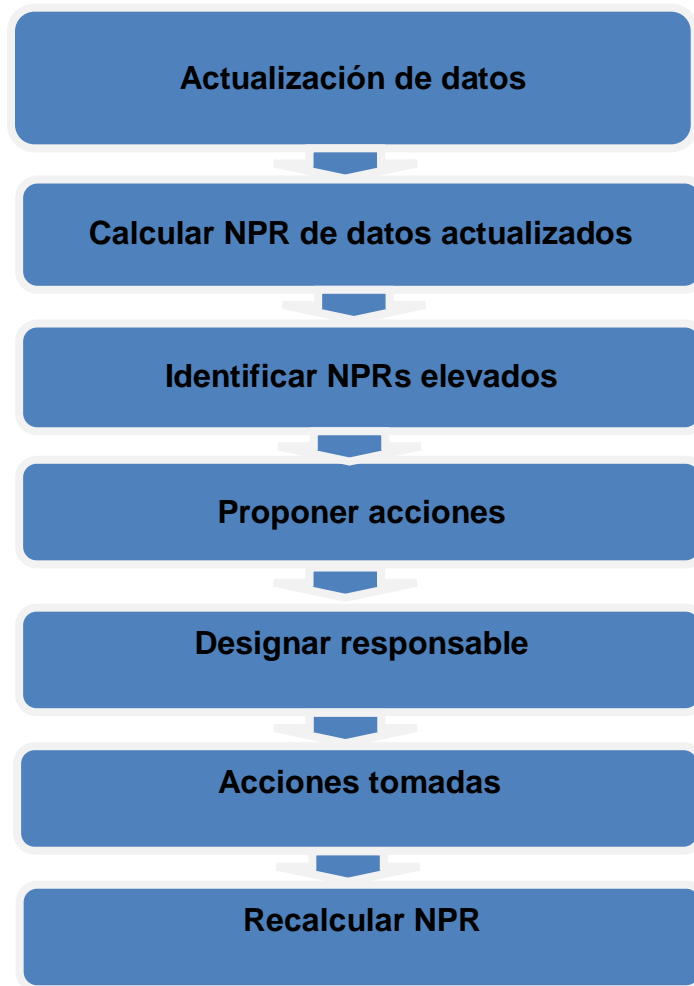 Actualización de datos
Calcular NPR de datos actualizados
Identificar NPRs elevados
Proponer acciones
Designar responsable
Acciones tomadas
Recalcular NPR